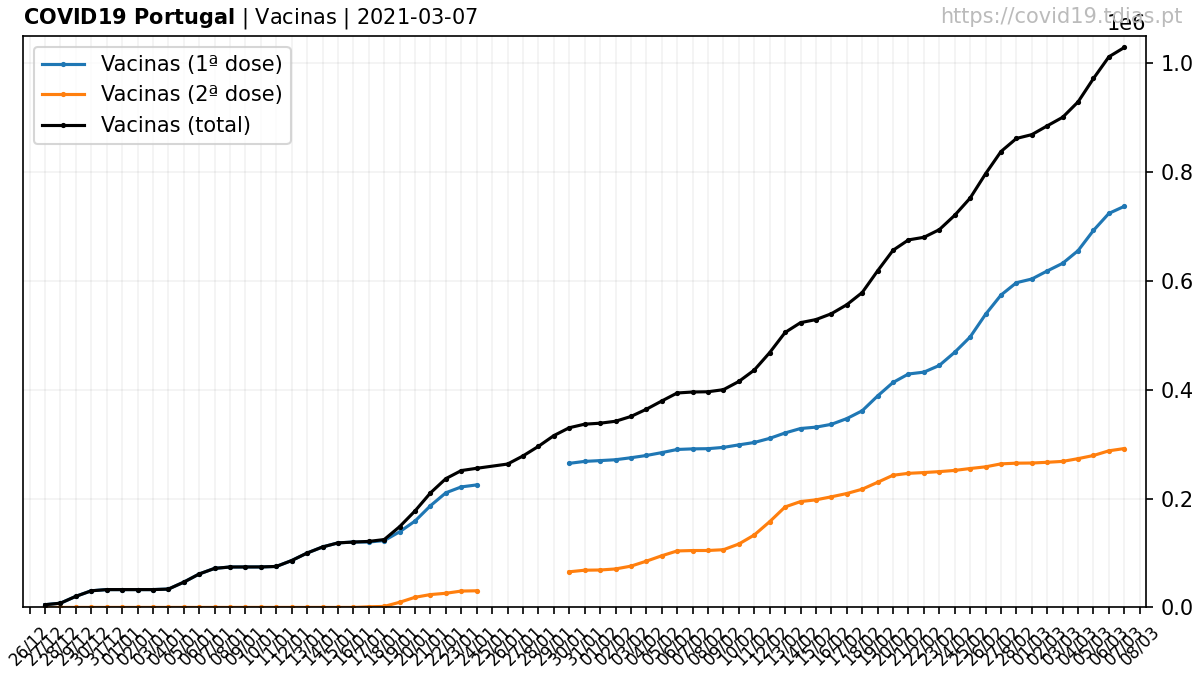 COVID19 Portugal | Vacinas | 2021-03-07
https://covid19.tdias.pt
1e6
Vacinas (1ª dose)
Vacinas (2ª dose)
Vacinas (total)
1.0
0.8
0.6
0.4
0.2
0.0
26/12 27/12 28/12 29/12 30/12 31/12 01/01 02/01 03/01 04/01 05/01 06/01 07/01 08/01 09/01 10/01 11/01 12/01 13/01 14/01 15/01 16/01 17/01 18/01 19/01 20/01 21/01 22/01 23/01 24/01 25/01 26/01 27/01 28/01 29/01 30/01 31/01 01/02 02/02 03/02 04/02 05/02 06/02 07/02 08/02 09/02 10/02 11/02 12/02 13/02 14/02 15/02 16/02 17/02 18/02 19/02 20/02 21/02 22/02 23/02 24/02 25/02 26/02 27/02 28/02 01/03 02/03 03/03 04/03 05/03 06/03 07/03 08/03